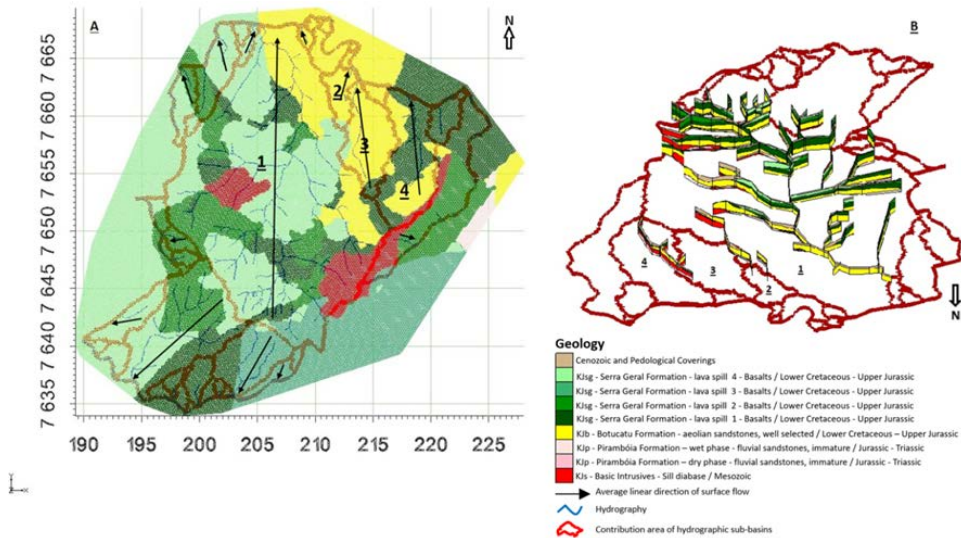 A
N
B
7 665
7 660
7 655
7 650
7 645
7 640
7 635
190 195 200 205 210 215 220 225
1
2
3
4
4
3
2
1
N
Geology
Cenozoic and Pedological Coverings
KJsg - Serra Geral Formation - lava spill 4 - Basalts / Lower Cretaceous - Upper Jurassic
KJsg - Serra Geral Formation - lava spill 3 - Basalts / Lower Cretaceous - Upper Jurassic
KJsg - Serra Geral Formation - lava spill 2 - Basalts / Lower Cretaceous - Upper Jurassic
KJsg - Serra Geral Formation - lava spill 1 - Basalts / Lower Cretaceous - Upper Jurassic
KJb - Botucatu Formation - aeolian sandstones, well selected / Lower Cretaceous – Upper Jurassic
KJp - Pirambóia Formation – wet phase - fluvial sandstones, immature / Jurassic - Triassic
KJp - Pirambóia Formation – dry phase - fluvial sandstones, immature / Jurassic - Triassic
KJs - Basic Intrusives - Sill diabase / Mesozoic
Average linear direction of surface flow
Hydrography
Contribution area of hydrographic sub-basins